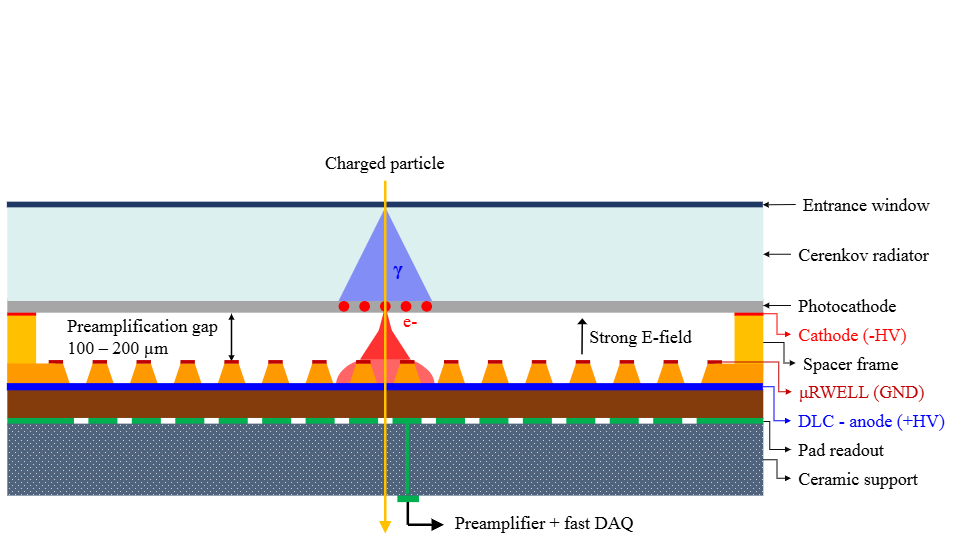 Charged particle
Entrance window
γ
Cerenkov radiator
Photocathode
e-
Preamplification gap
100 – 200 µm
Strong E-field
Cathode (-HV)
Spacer frame
µRWELL (GND)
DLC - anode (+HV)
Pad readout
Ceramic support
Preamplifier + fast DAQ